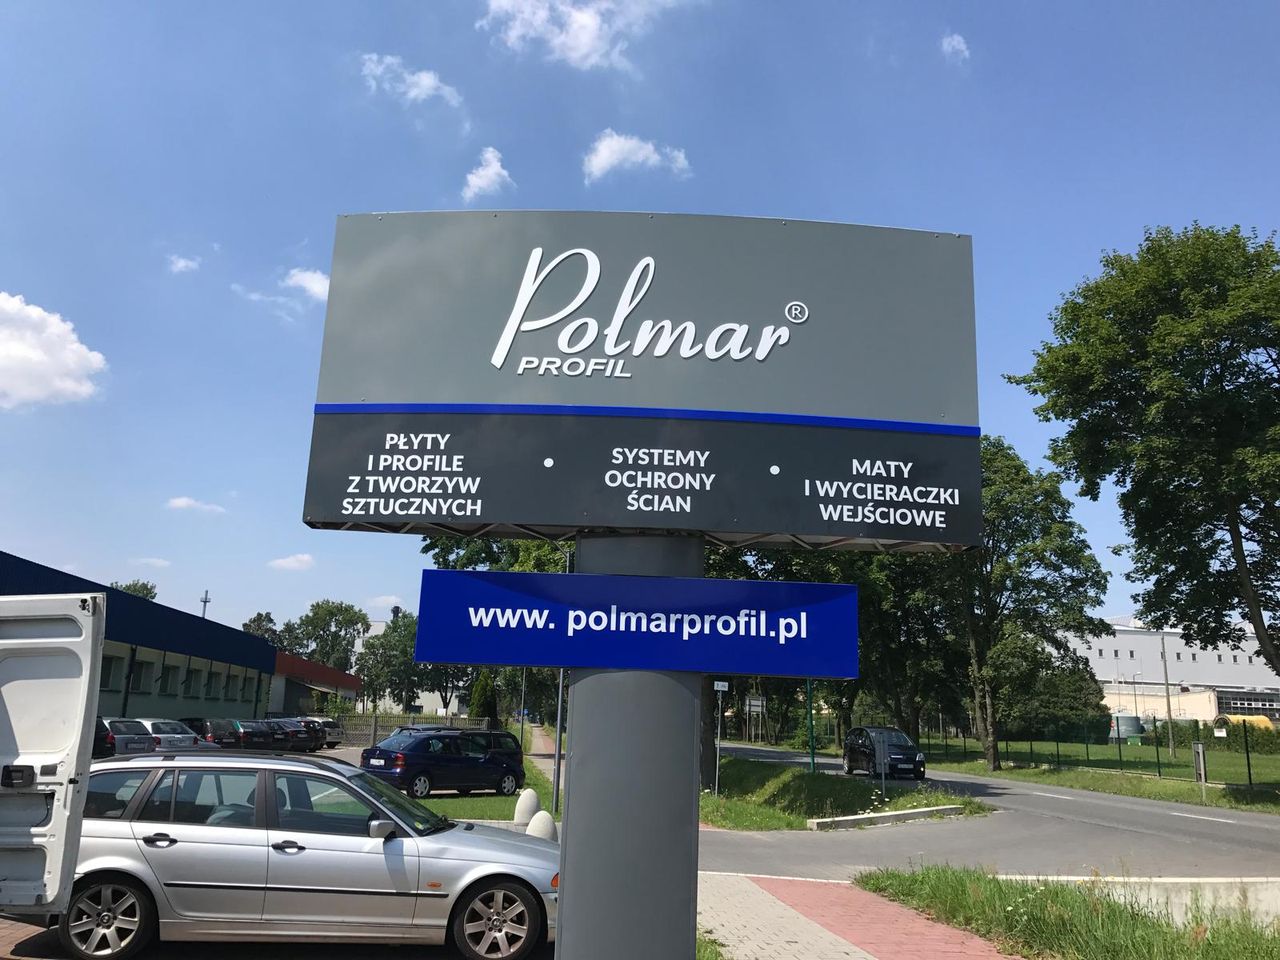 Polmar ®
PROFIL
PŁYTY
I PROFILE
Z TWORZYW
SZTUCZNYCH
•
SYSTEMY
OCHRONY
ŚCIAN
•
MATY
I WYCIERACZKI
WEJŚCIOWE
www. polmarprofil.pl